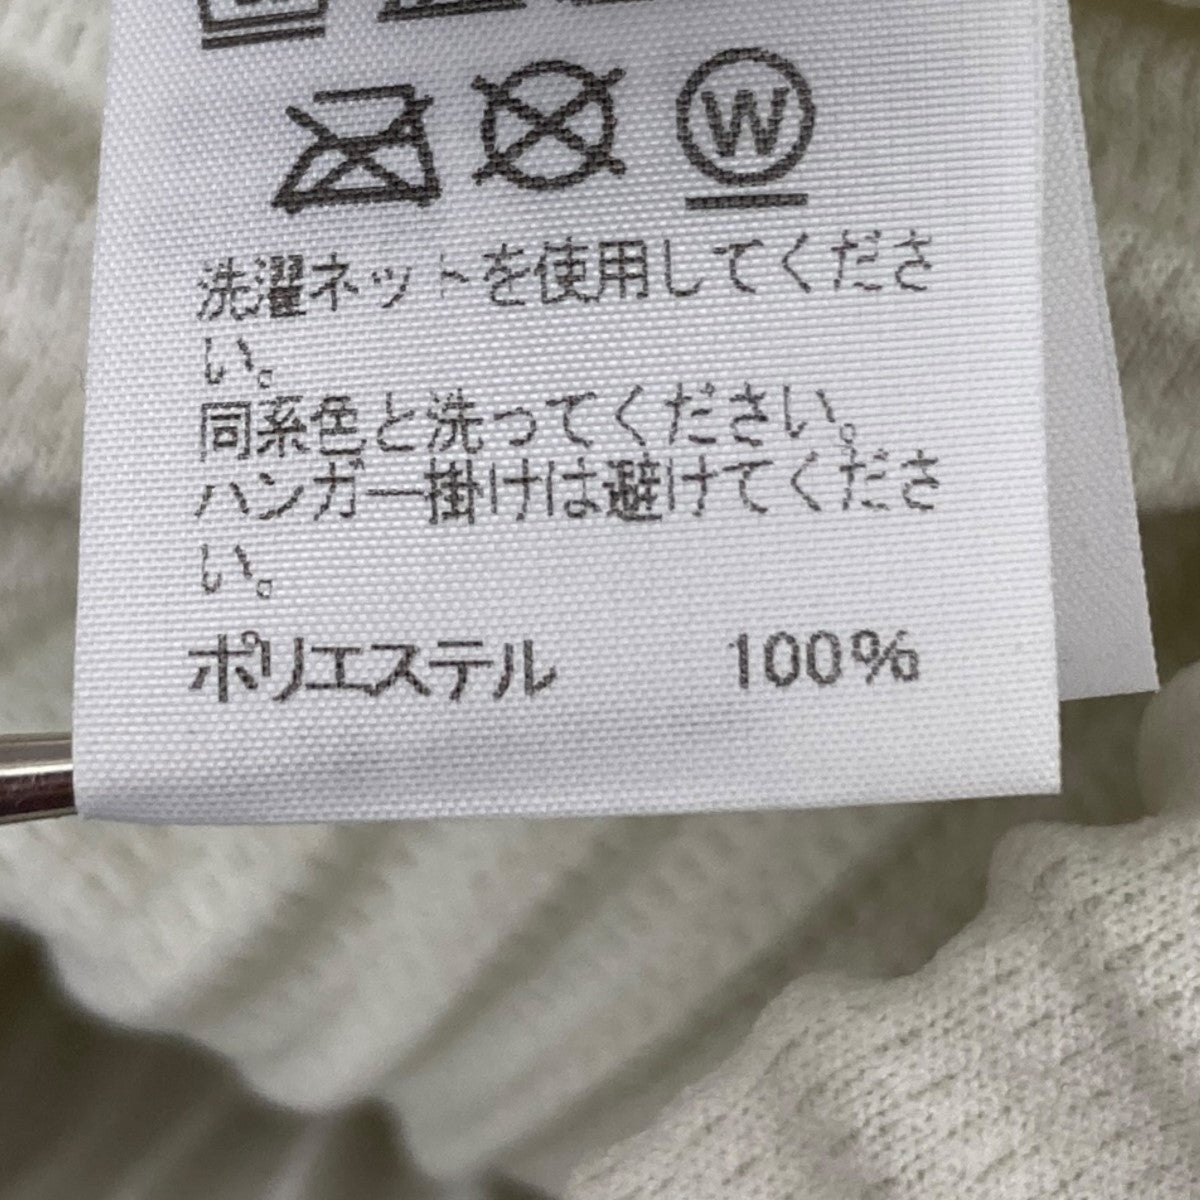 W
洗濯ネットを使用してくださ
い。
同系色と洗ってください。
ハンガー掛けは避けてくださ
い。
ポリエステル 100%